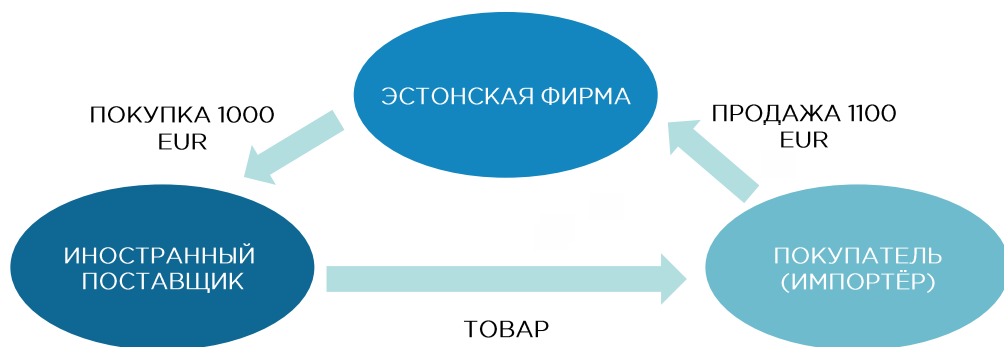 ЭСТОНСКАЯ ФИРМА
ПОКУПКА 1000
EUR
ПРОДАЖА 1100
EUR
ИНОСТРАННЫЙ
ПОСТАВЩИК
ПОКУПАТЕЛЬ
(ИМПОРТЁР)
ТОВАР